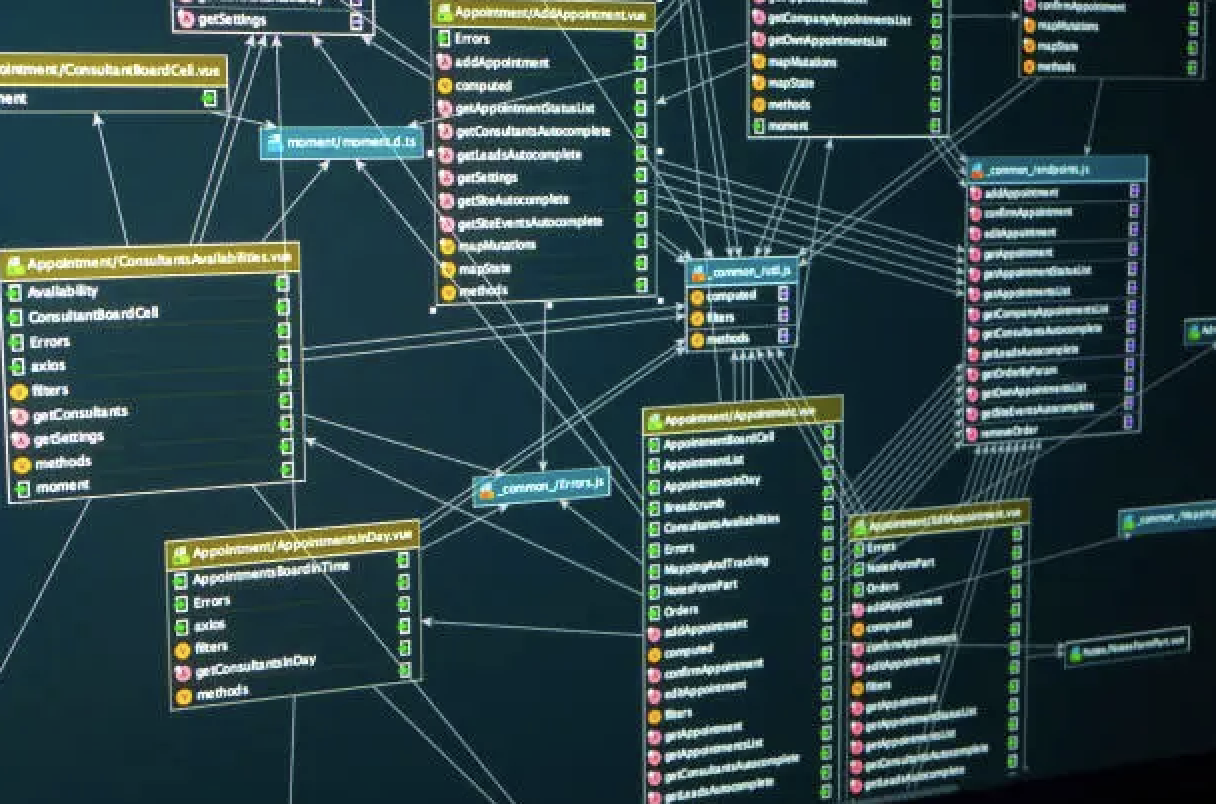 getSettings
ointment/ConsultantBoardCell.vue
ment
moment/moment.d.ts
Appointment/AddAppointment.vue
Errors
addAppointment
computed
getAppointmentStatusList
getConsultantsAutocomplete
getLeadsAutocomplete
getSettings
getSiteAutocomplete
getSiteEventsAutocomplete
mapMutations
mapState
methods
getCompanyAppointmentsList
getOwnAppointmentsList
mapMutations
mapState
methods
moment
confirmAppointment
mapMutations
mapState
methods
_common_/endpoints.js
addAppointment
confirmAppointment
editAppointment
getAppointment
getAppointmentStatusList
getAppointmentsList
getCompanyAppointmentsList
getConsultantsAutocomplete
getLeadsAutocomplete
getOrderByParam
getOwnAppointmentsList
getSiteEventsAutocomplete
removeOrder
Appointment/ConsultantsAvailabilities.vue
Availability
ConsultantBoardCell
Errors
axios
filters
getConsultants
getSettings
methods
moment
_common_/util.js
computed
filters
methods
_common_/Errors.js
Appointment/AppointmentsInDay.vue
AppointmentsBoardInTime
Errors
axios
filters
getConsultantsInDay
methods
Appointment/Appointment.vue
AppointmentBoardCell
AppointmentList
AppointmentsInDay
Breadcrumb
ConsultantsAvailabilities
Errors
MappingAndTracking
NotesFormPart
Orders
addAppointment
computed
confirmAppointment
editAppointment
filters
getAppointment
getAppointmentsList
getConsultantsAutocomplete
getLeadsAutocomplete
Appointment/EditAppointment.vue
Errors
NotesFormPart
Orders
addAppointment
computed
confirmAppointment
editAppointment
filters
getAppointment
getAppointmentStatusList
getAppointmentsList
getConsultantsAutocomplete
getLeadsAutocomplete
Notes/NotesFormPart.vue